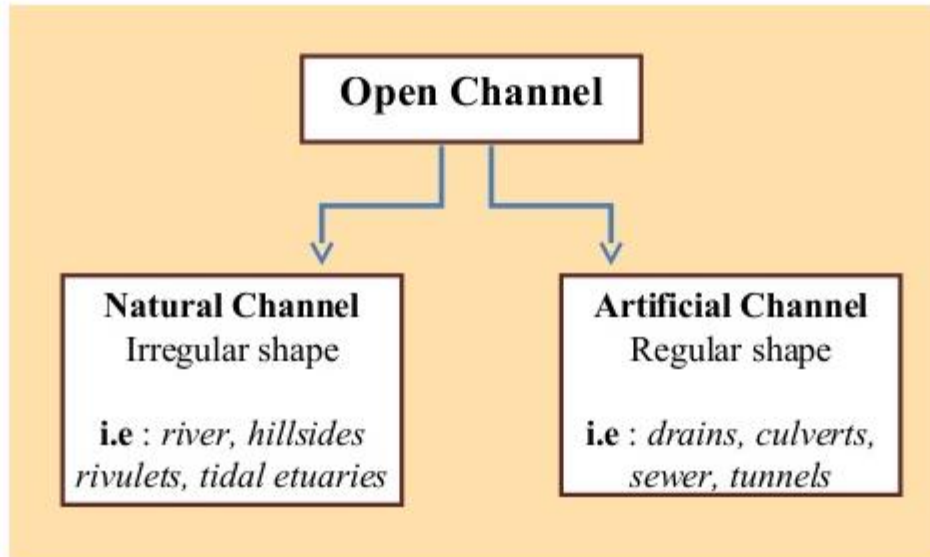 Open Channel
Natural Channel
Irregular shape
i.e : river, hillsides
rivulets, tidal etuaries
Artificial Channel
Regular shape
i.e : drains, culverts,
sewer, tunnels